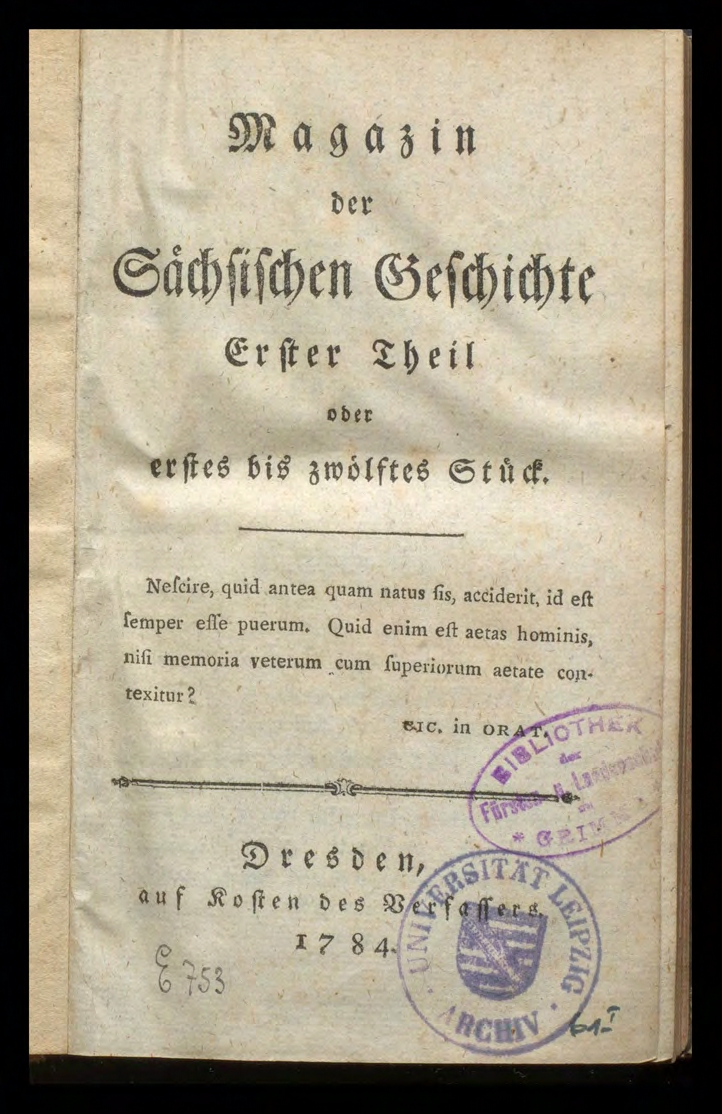 Magazin
der
Sächſiſchen Geſchichte
Erſter Theil
oder
erſtes bis zwölftes Stück.
Neſcire, quid antea quam natus ſis, acciderit, id eſt
ſemper eſſe puerum. Quid enim eſt aetas hominis,
niſi memoria veterum cum ſuperiorum aetate con-
texitur?
CIC. in ORAT.
BIBLIOTHEK
der
Fürsten- u. Landesschule
* GRIMMA
Dresden,
auf Koſten des Verfaſſers.
1784.
UNIVERSITÄT LEIPZIG
· ARCHIV ·
E 753